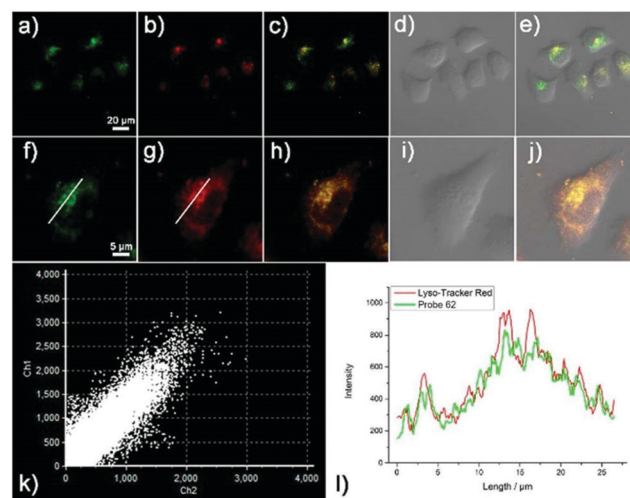 a) b) c) d) e)
20 μm
f) g) h) i) j)
5 μm
4,000
3,500
3,000
2,500
2,000
1,500
1,000
500
0
Ch1
0 1,000 2,000 3,000 4,000
Ch2
k)
Lyso-Tracker Red
Probe 62
1000
800
600
400
200
Intensity
0 5 10 15 20 25
Length / μm
l)